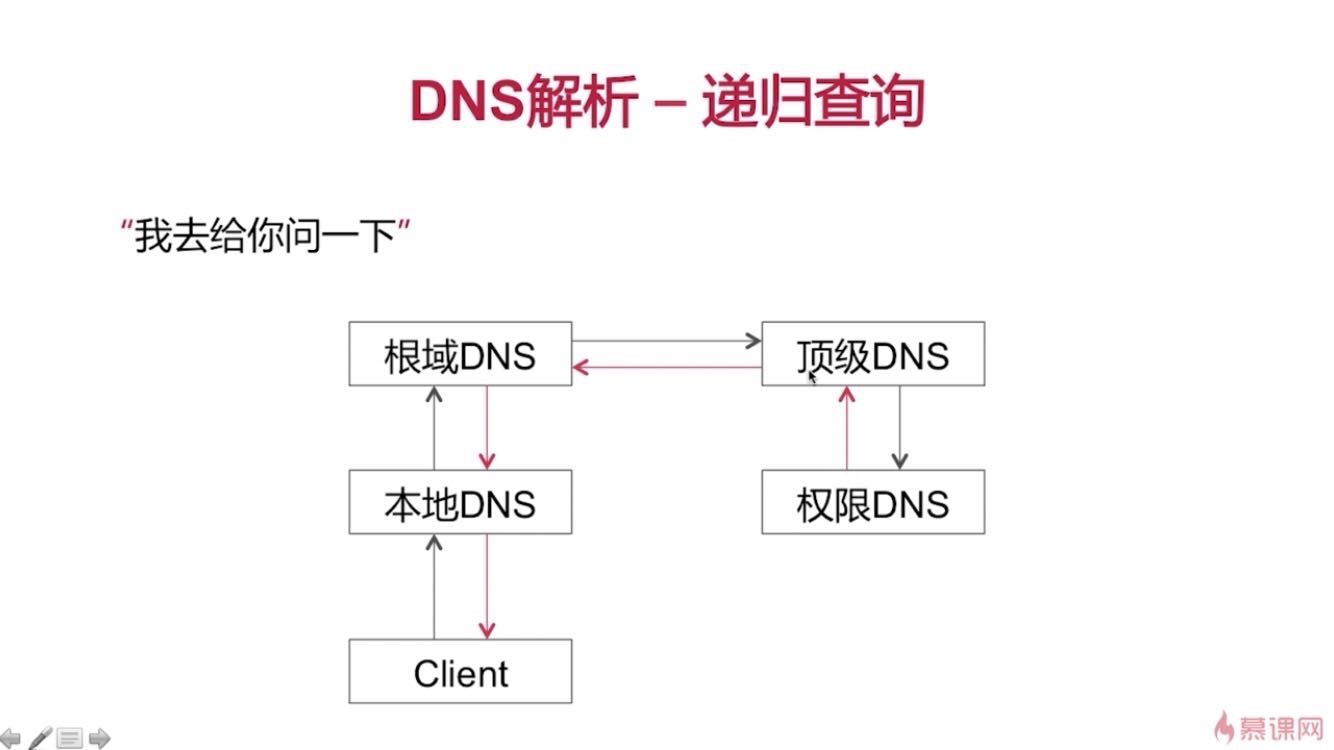 DNS解析 – 递归查询
“我去给你问一下”
根域DNS
顶级DNS
本地DNS
权限DNS
Client
慕课网